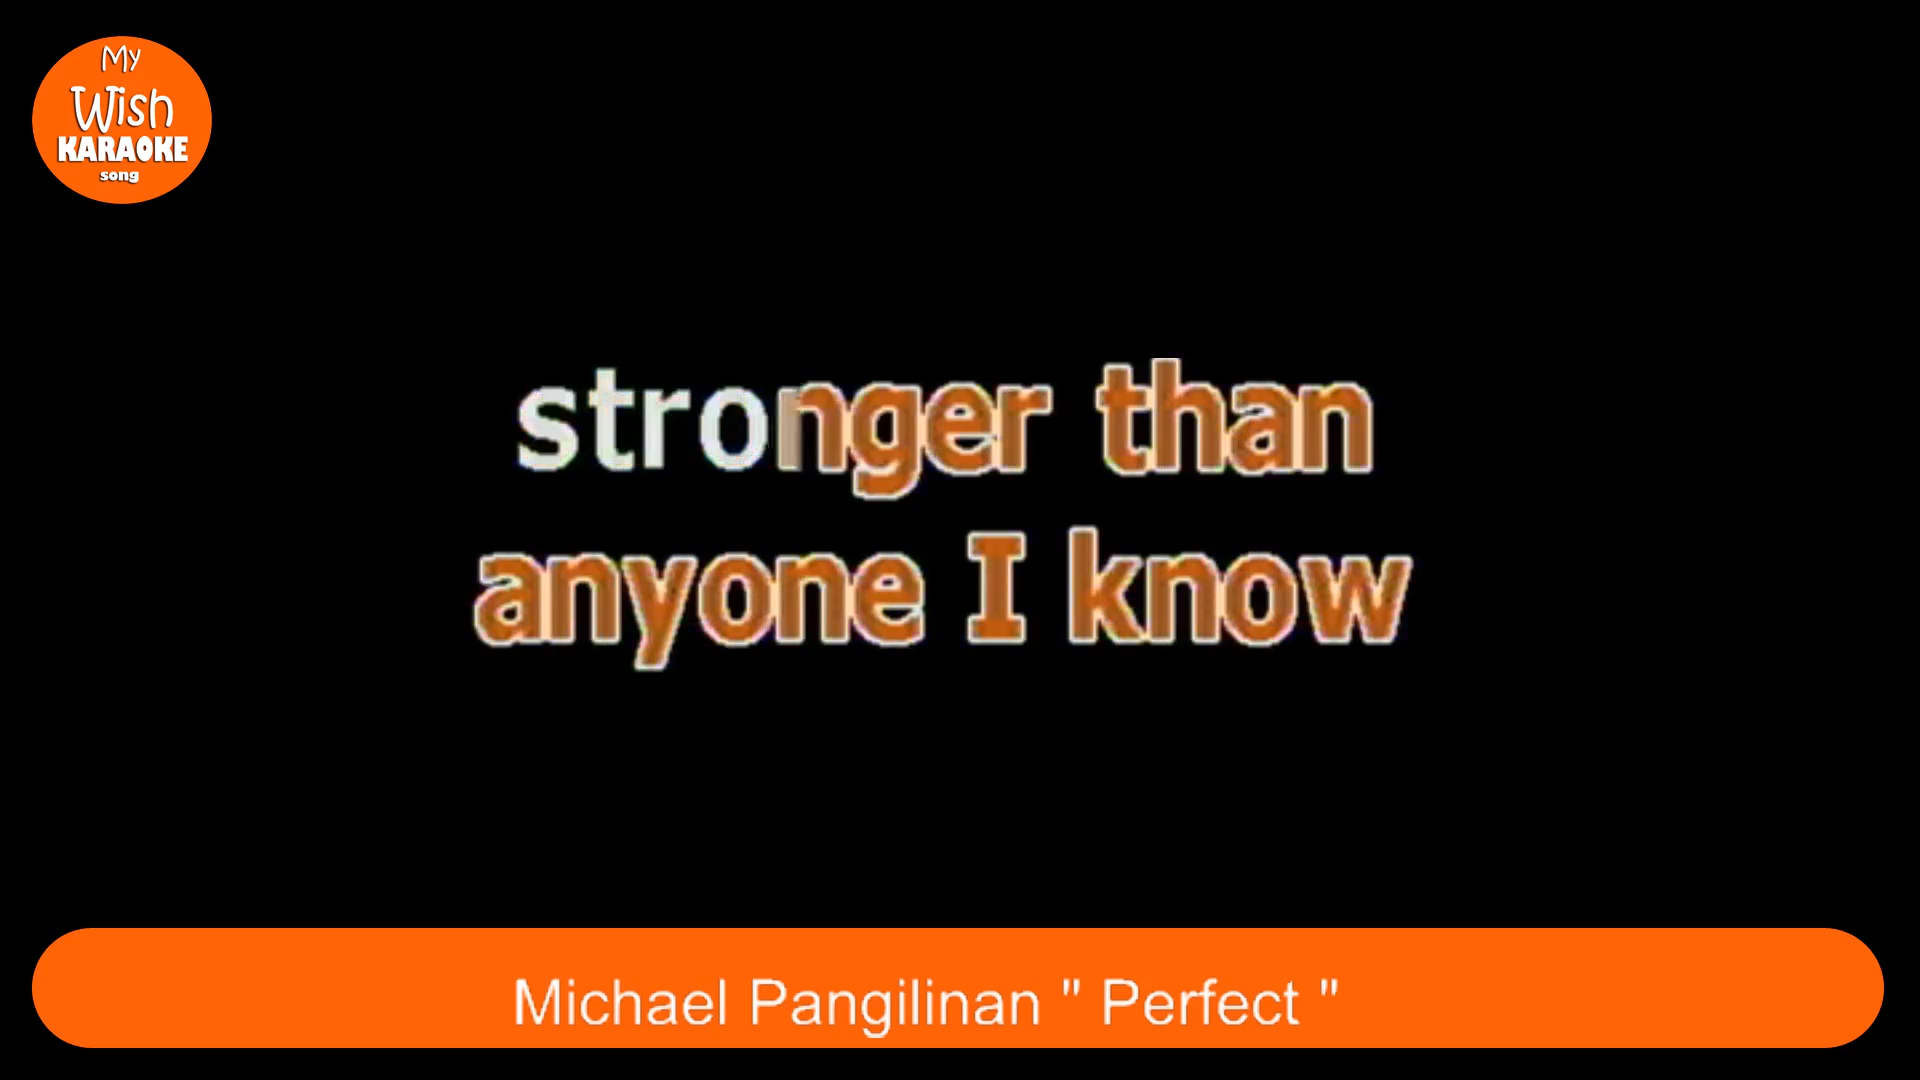 My
Wish
KARAOKE
song
stronger than
anyone I know
Michael Pangilinan " Perfect "